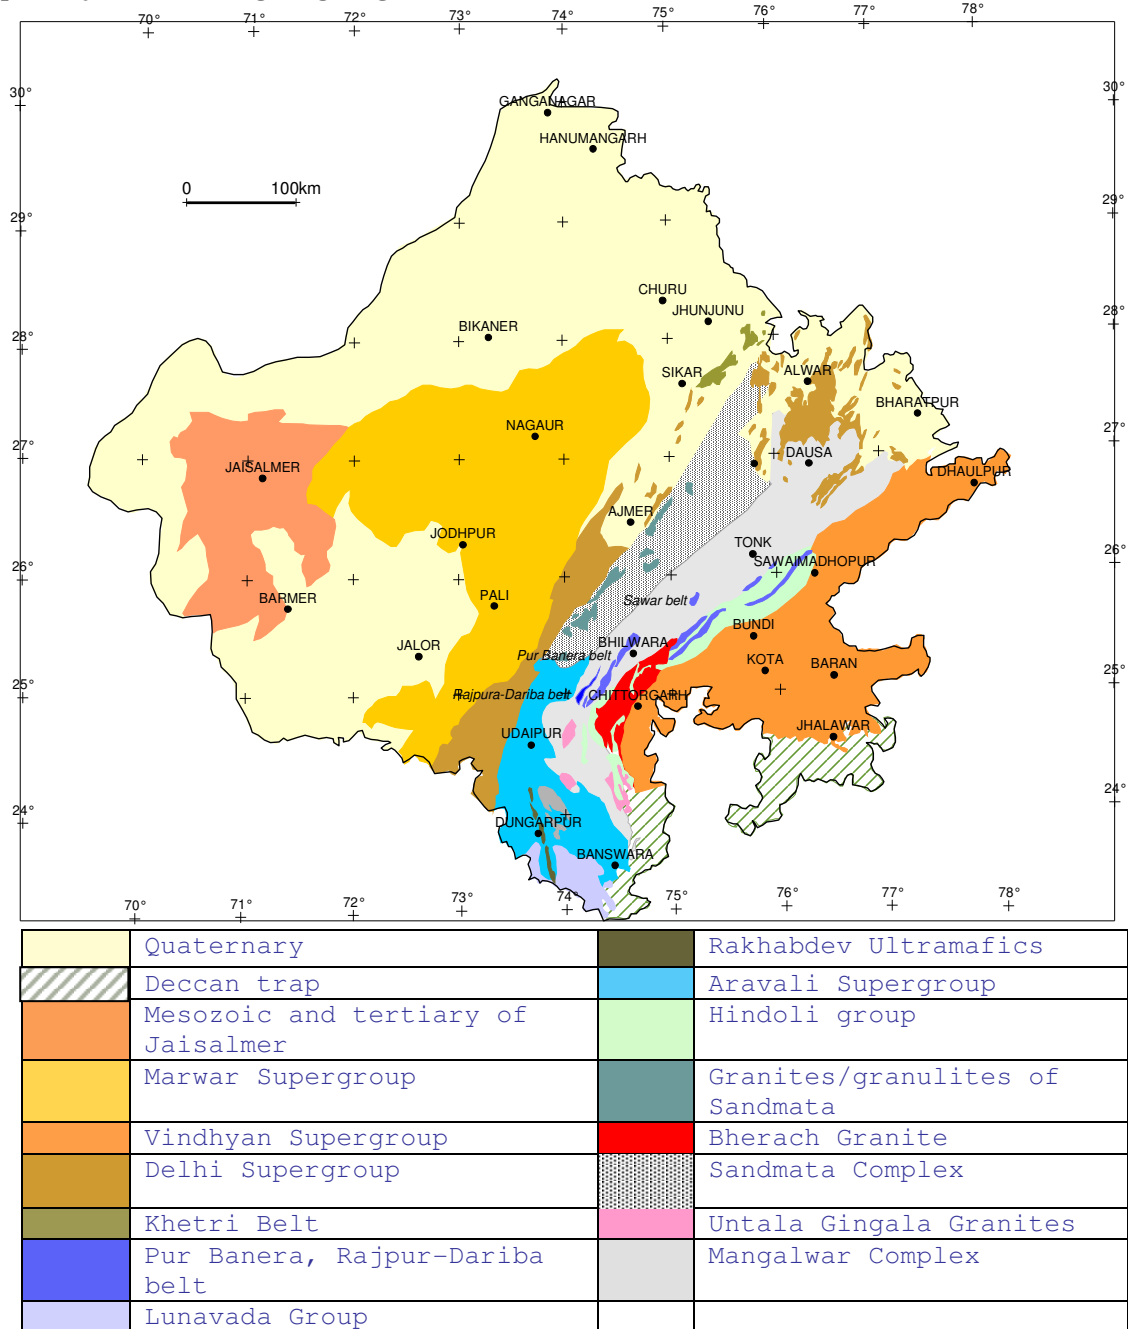 70° 71° 72° 73° 74° 75° 76° 77° 78°
30° 30°
GANGANAGAR
HANUMANGARH
0 100km
29° 29°
CHURU
JHUNJUNU
28° BIKANER 28°
SIKAR ALWAR
BHARATPUR
NAGAUR
27° 27°
JAISALMER DAUSA DHAULPUR
AJMER
JODHPUR TONK
SAWAIMADHOPUR
26° 26°
BARMER PALI Sawar belt
BUNDI
JALOR BHILWARA
Pur Banera belt KOTA BARAN
25° 25°
Rajpura-Dariba belt CHITTORGARH
UDAIPUR JHALAWAR
24° 24°
DUNGARPUR
BANSWARA
70° 71° 72° 73° 74° 75° 76° 77° 78°
Quaternary Rakhabdev Ultramafics
Deccan trap Aravali Supergroup
Mesozoic and tertiary of Hindoli group
Jaisalmer
Marwar Supergroup Granites/granulites of
Sandmata
Vindhyan Supergroup Bherach Granite
Delhi Supergroup Sandmata Complex
Khetri Belt Untala Gingala Granites
Pur Banera, Rajpur-Dariba Mangalwar Complex
belt
Lunavada Group